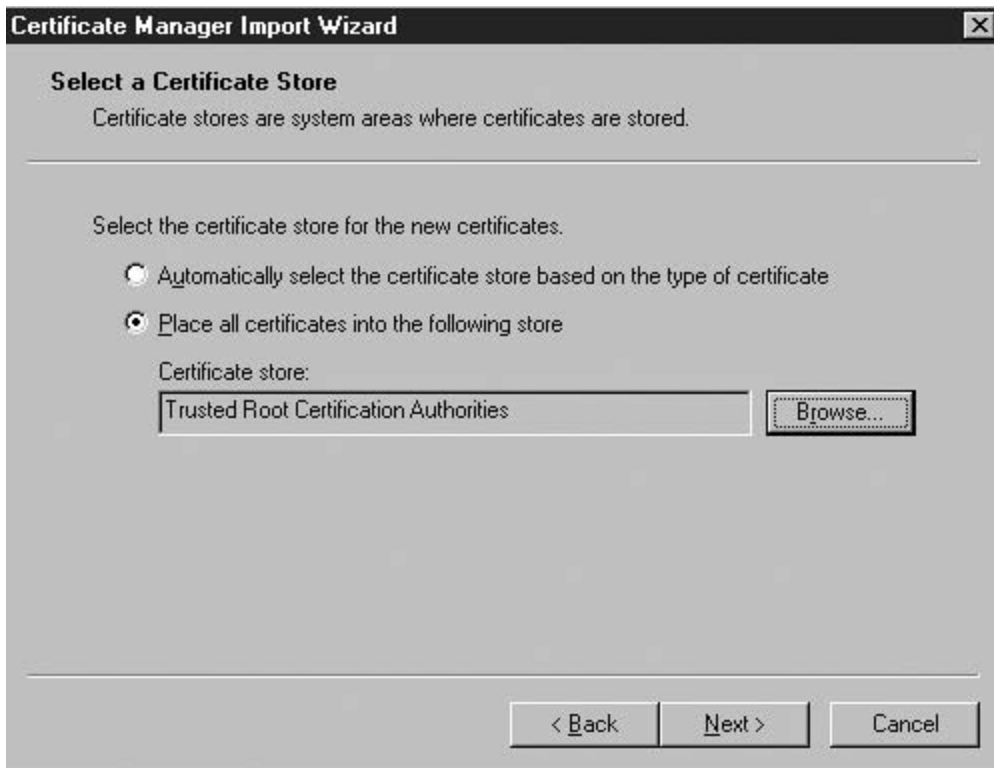 Certificate Manager Import Wizard
Select a Certificate Store
Certificate stores are system areas where certificates are stored.
Select the certificate store for the new certificates.
Automatically select the certificate store based on the type of certificate
Place all certificates into the following store
Certificate store:
Trusted Root Certification Authorities
Browse...
< Back
Next >
Cancel